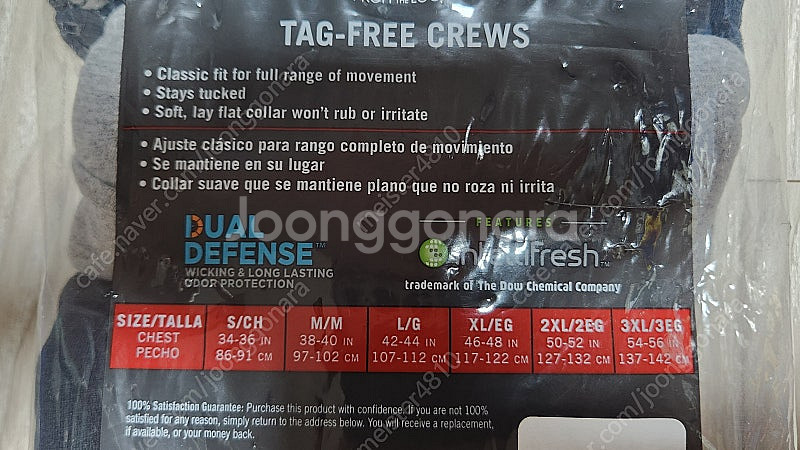 TAG-FREE CREWS
• Classic fit for full range of movement
• Stays tucked
• Soft, lay flat collar won't rub or irritate
• Ajuste clásico para rango completo de movimiento
• Se mantiene en su lugar
• Collar suave que se mantiene plano que no roza ni irrita
DUAL DEFENSE™
WICKING & LONG LASTING
ODOR PROTECTION
FEATURES
intellifresh™
trademark of The Dow Chemical Company
SIZE/TALLA S/CH M/M L/G XL/EG 2XL/2EG 3XL/3EG
CHEST 34-36 IN 38-40 IN 42-44 IN 46-48 IN 50-52 IN 54-56 IN
PECHO 86-91 CM 97-102 CM 107-112 CM 117-122 CM 127-132 CM 137-142 CM
100% Satisfaction Guarantee: Purchase this product with confidence. If you are not 100%
satisfied for any reason, simply return to the address below. You will receive a replacement,
if available, or your money back.
loonggonara
cafe.naver.com/joonggonara